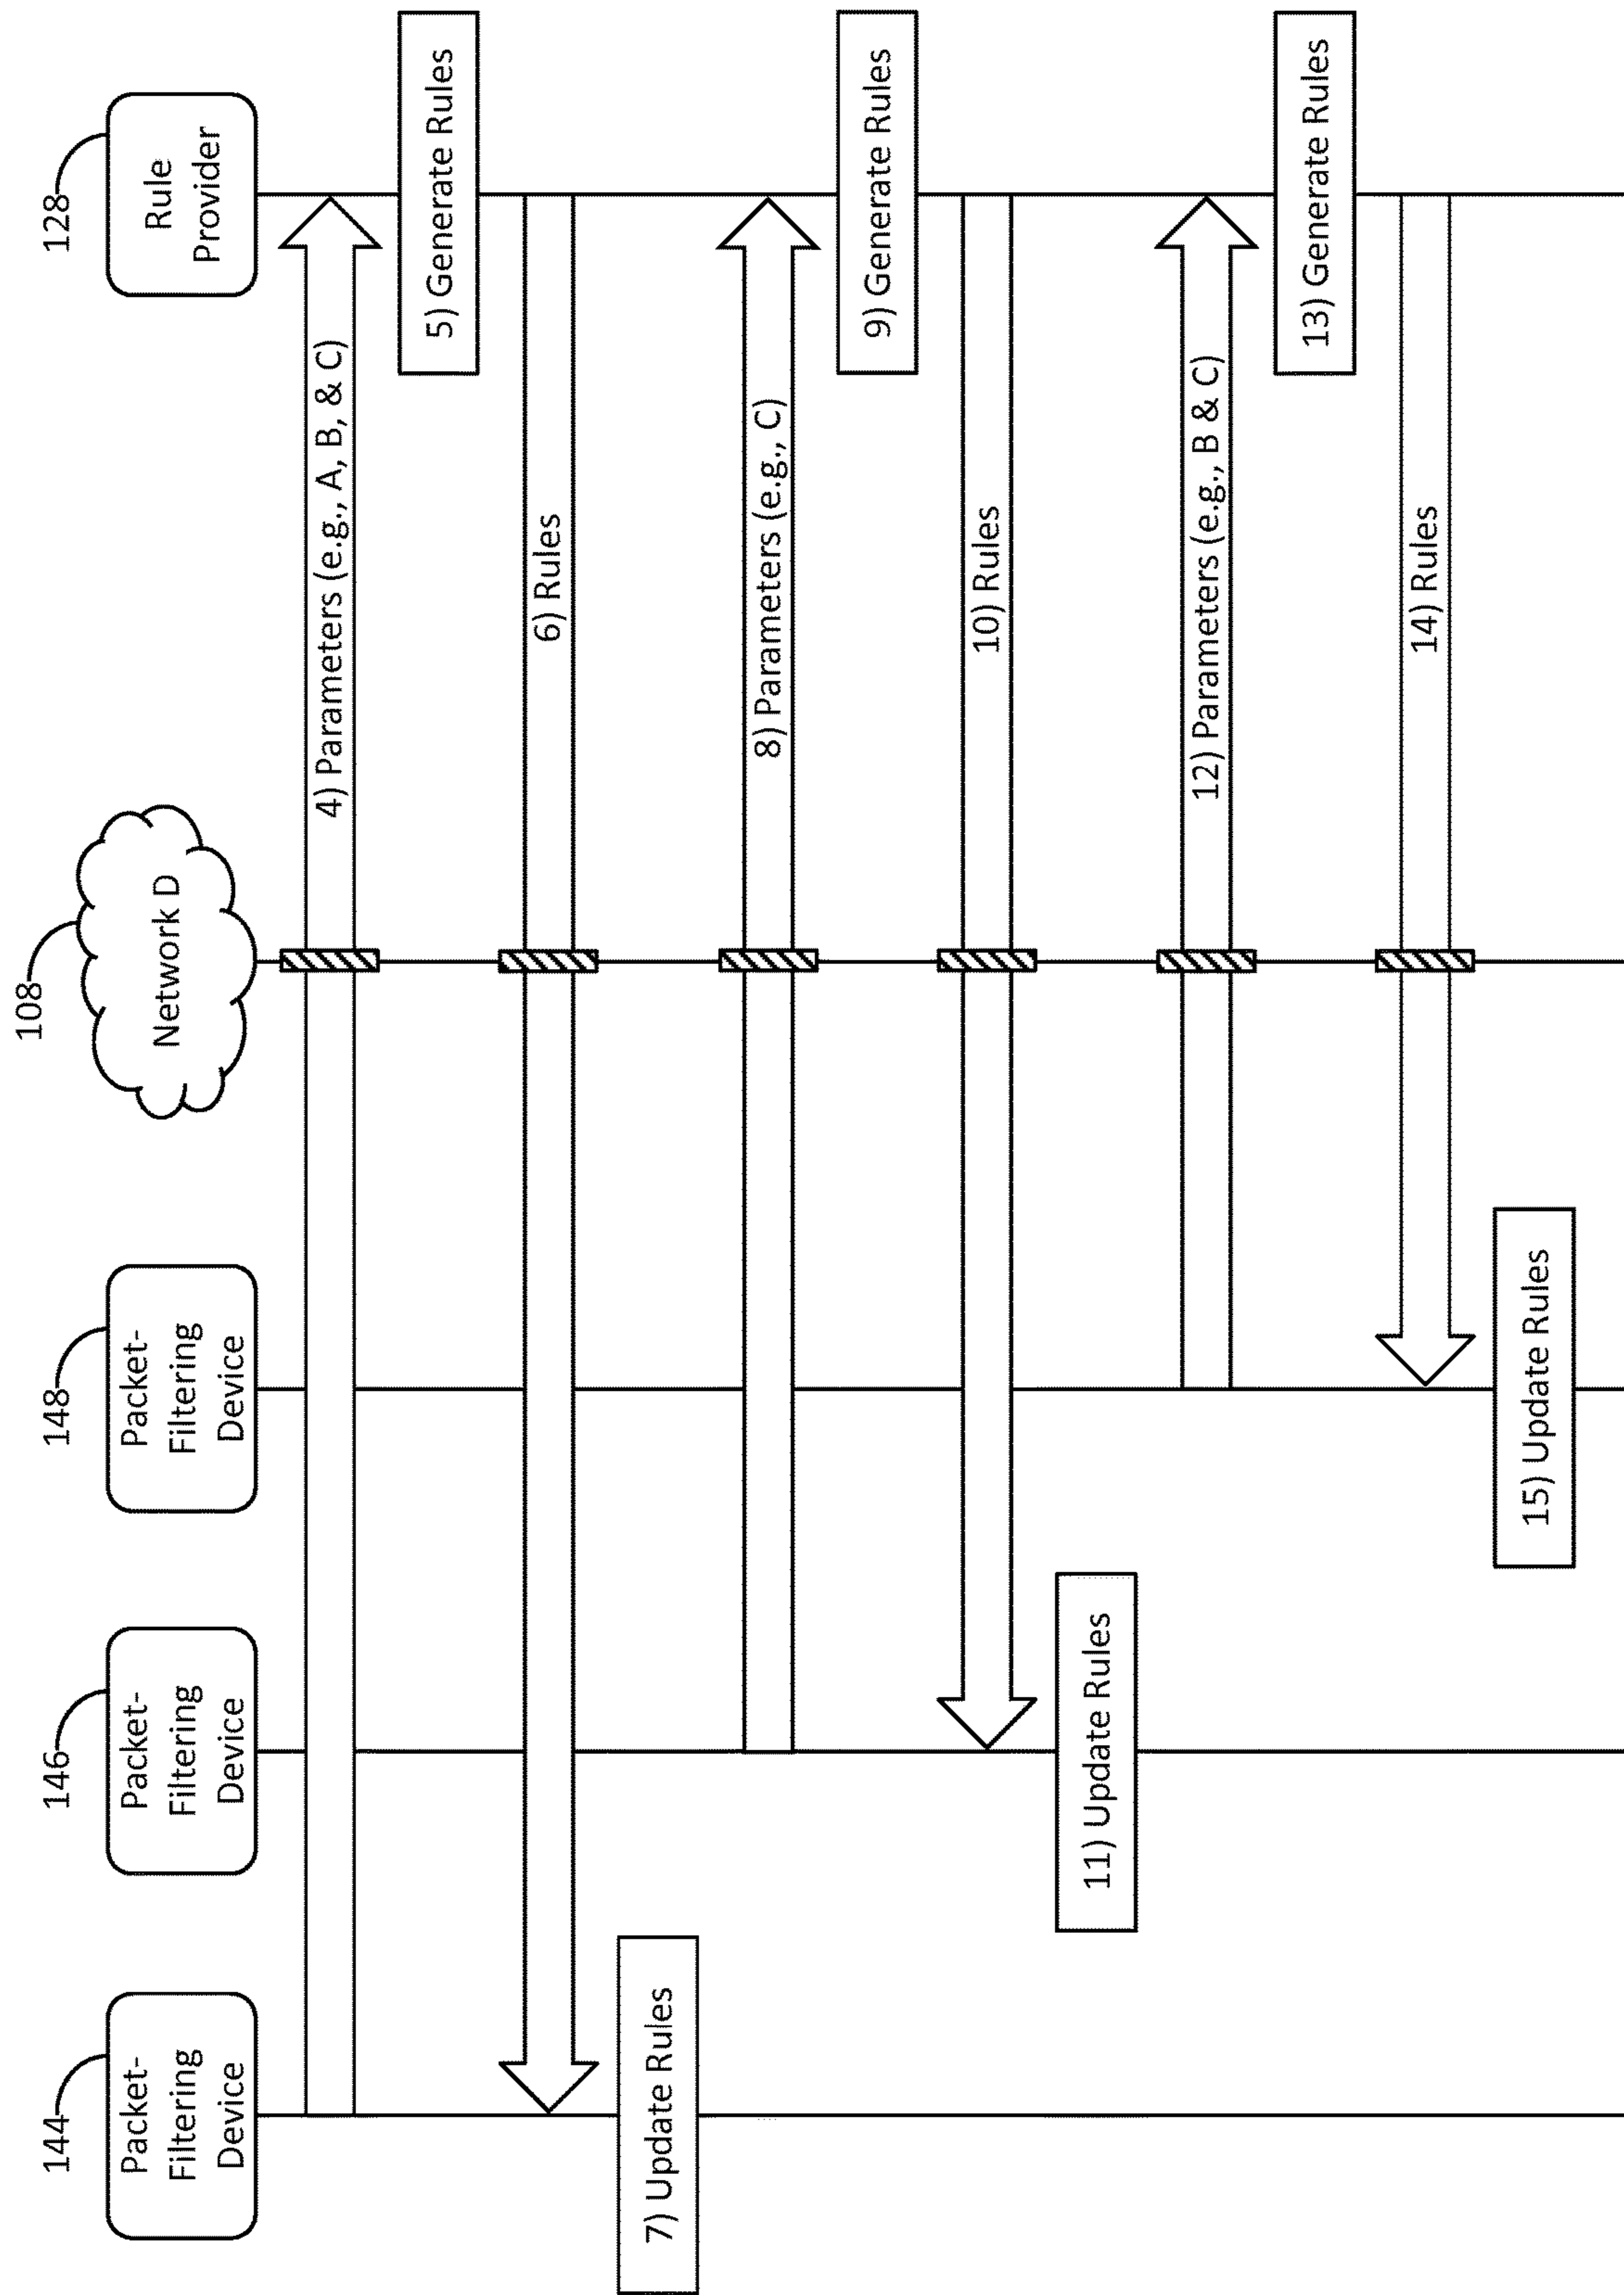 144
Packet-
Filtering
Device
146
Packet-
Filtering
Device
148
Packet-
Filtering
Device
108
Network D
128
Rule
Provider
4) Parameters (e.g., A, B, & C)
5) Generate Rules
6) Rules
7) Update Rules
8) Parameters (e.g., C)
9) Generate Rules
10) Rules
11) Update Rules
12) Parameters (e.g., B & C)
13) Generate Rules
14) Rules
15) Update Rules